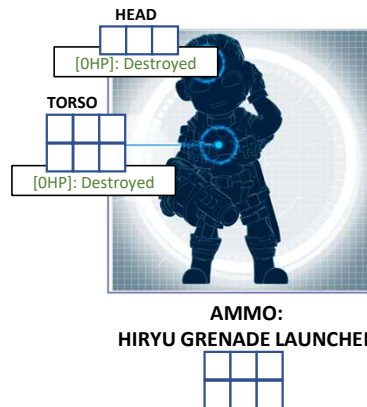 HEAD
[0HP]: Destroyed
TORSO
[0HP]: Destroyed
AMMO:
HIRYU GRENADE LAUNCHER